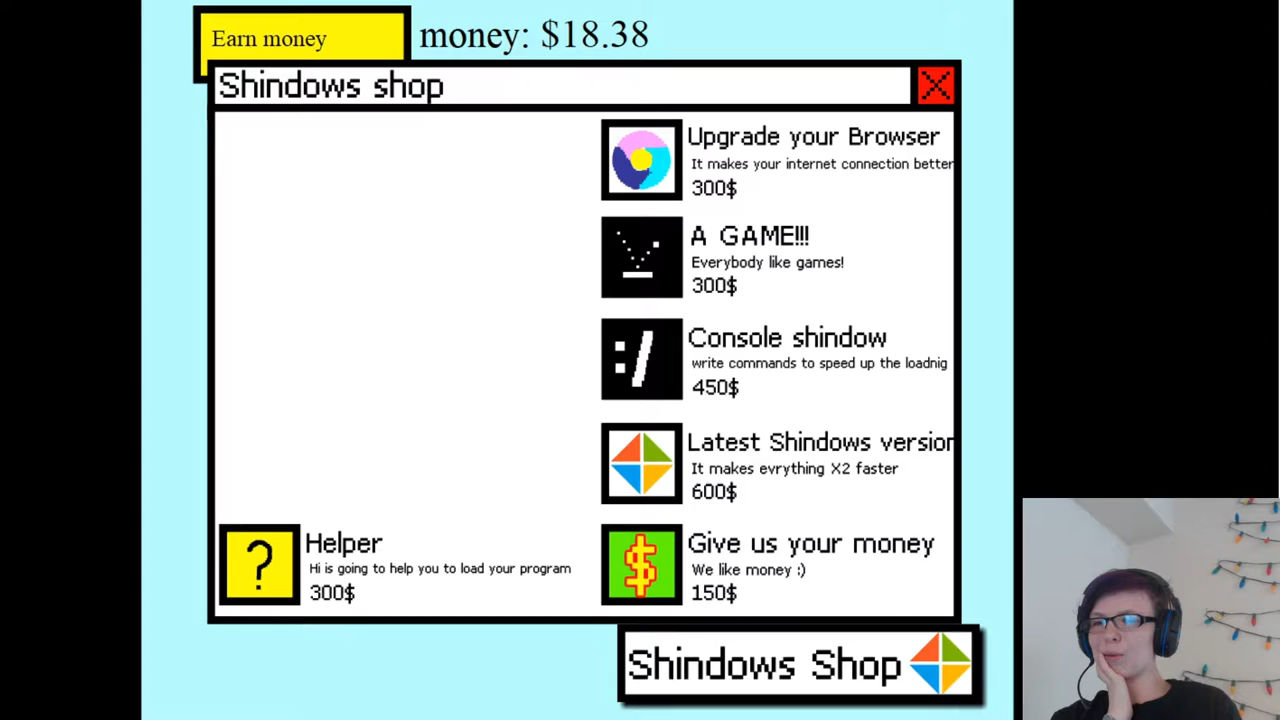 Earn money
money: $18.38
Shindows shop
Upgrade your Browser
It makes your internet connection better
300$
A GAME!!!
Everybody like games!
300$
:/
Console shindow
write commands to speed up the loadnig
450$
Latest Shindows version
It makes evrything X2 faster
600$
?
Helper
Hi is going to help you to load your program
300$
$
Give us your money
We like money :)
150$
Shindows Shop